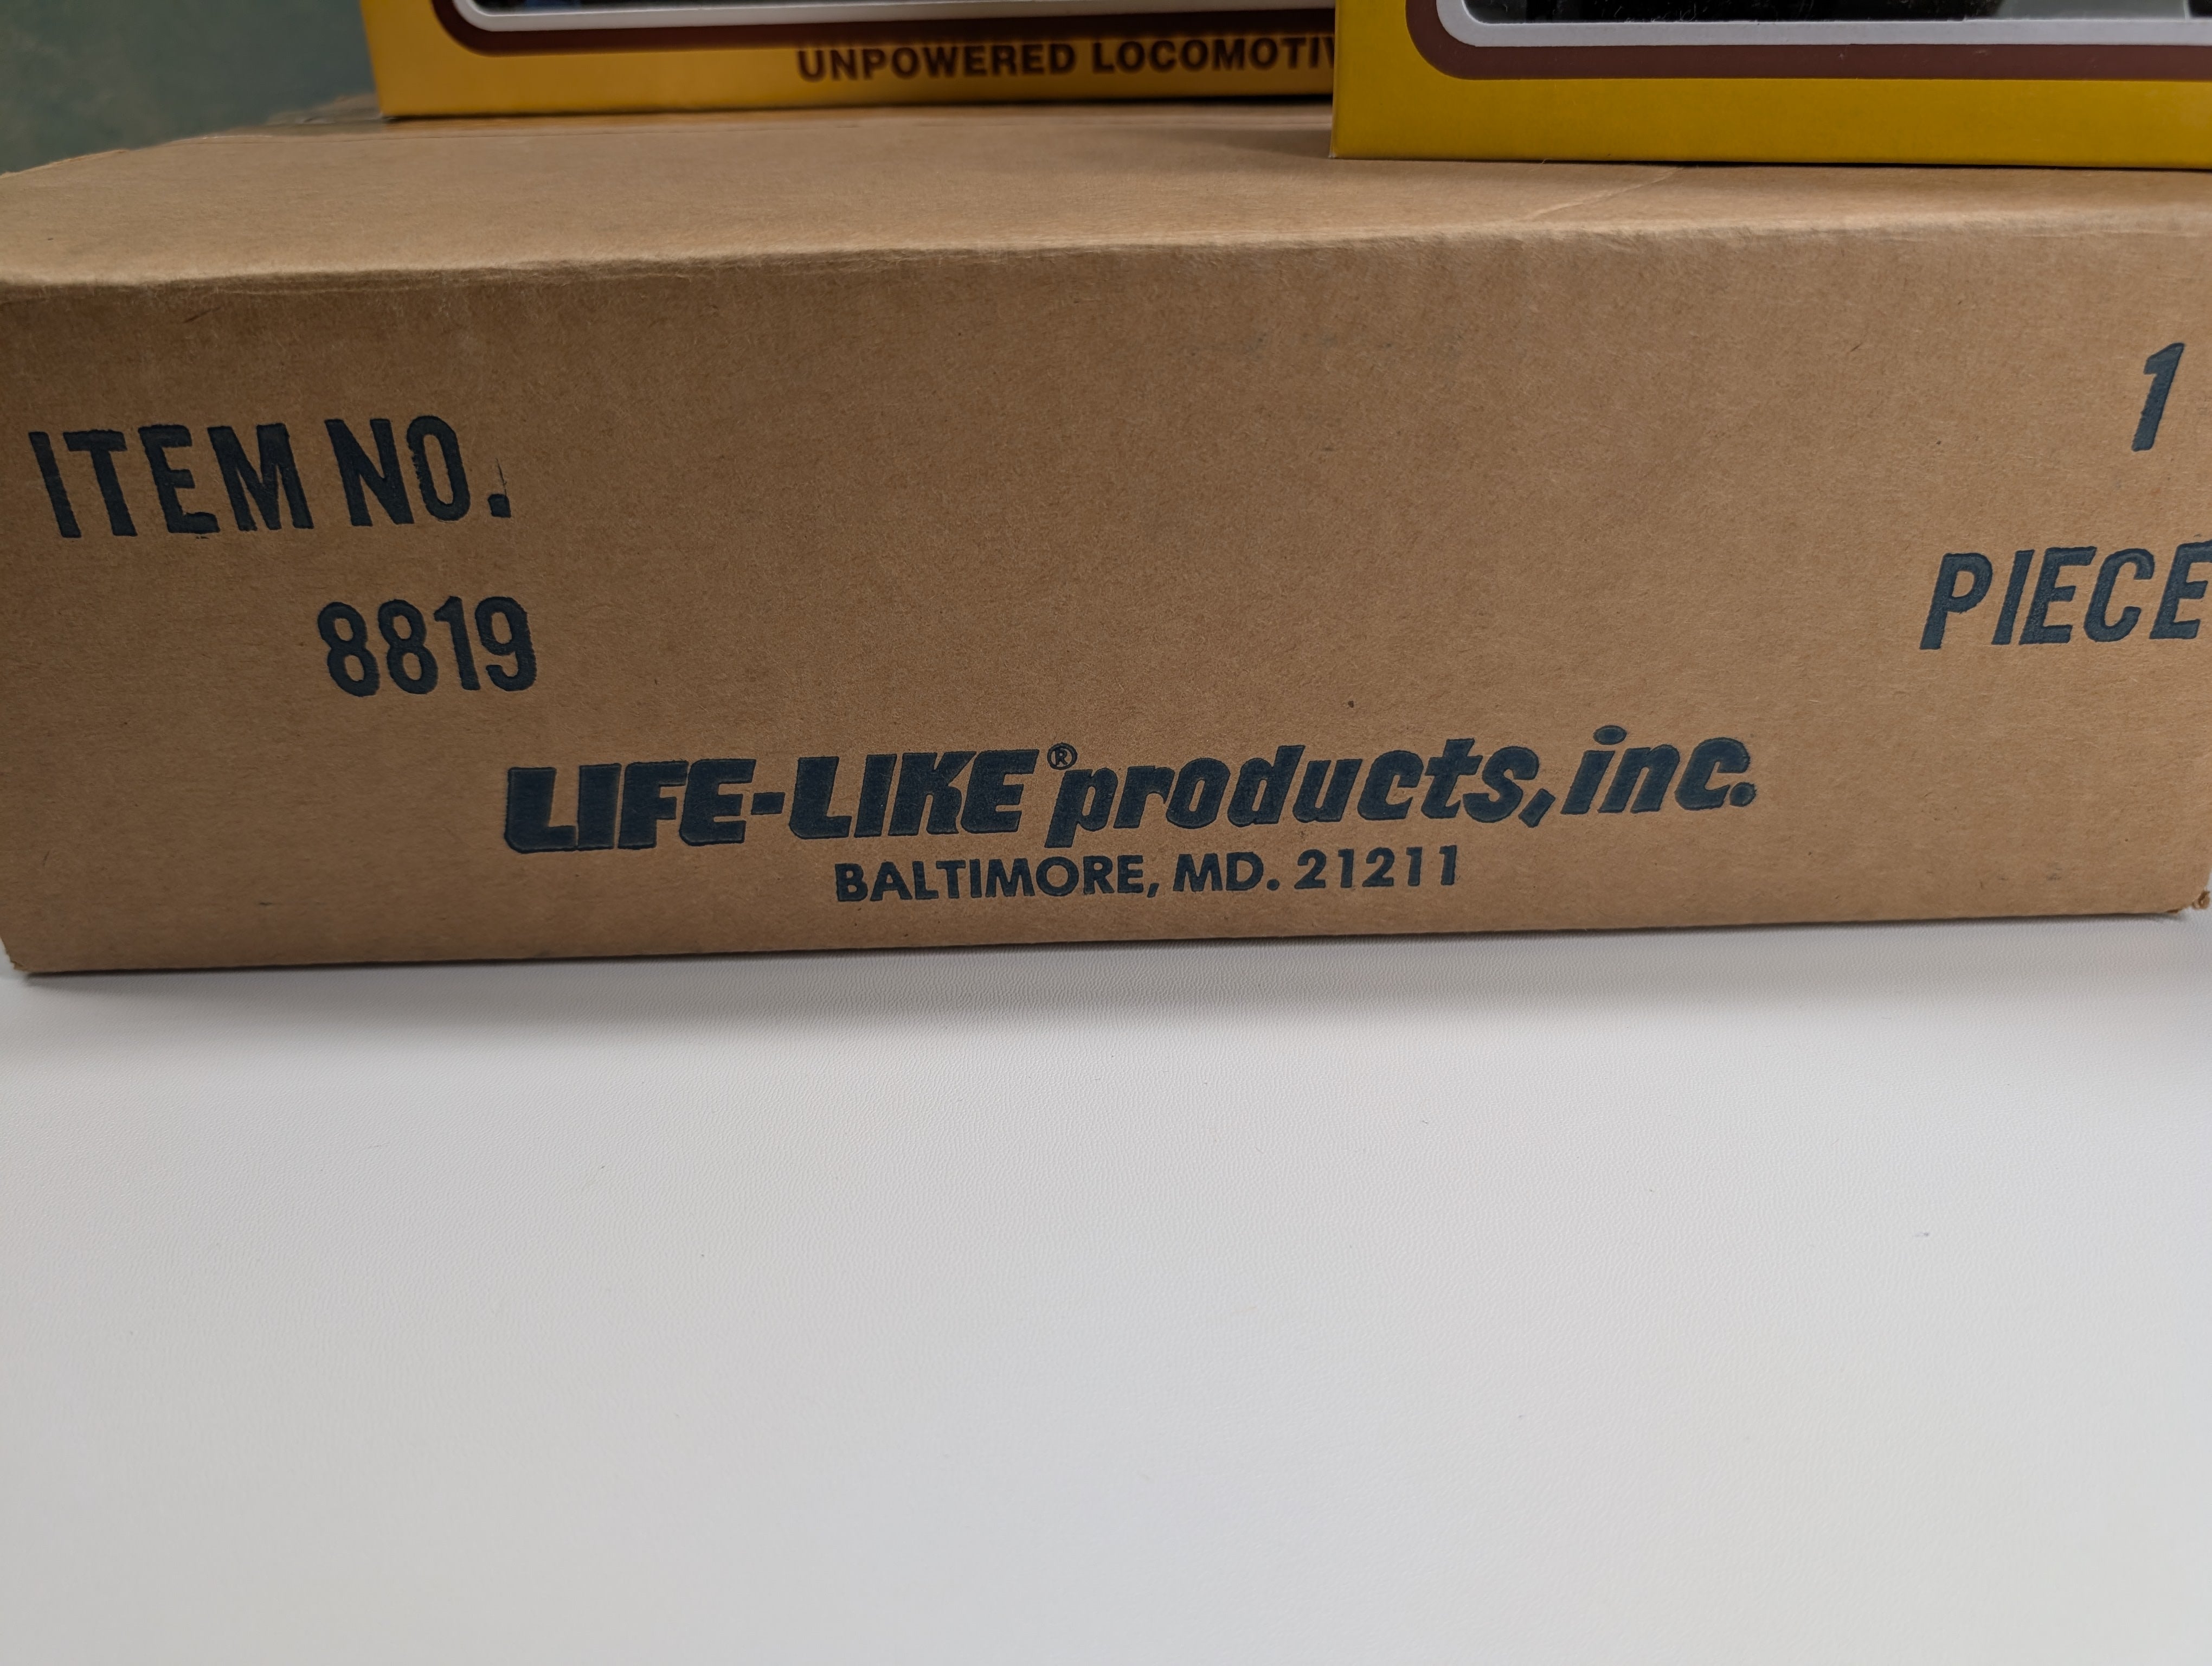 UNPOWERED LOCOMOTIV
ITEM NO.
8819
1
PIECE
LIFE-LIKE® products, inc.
BALTIMORE, MD. 21211